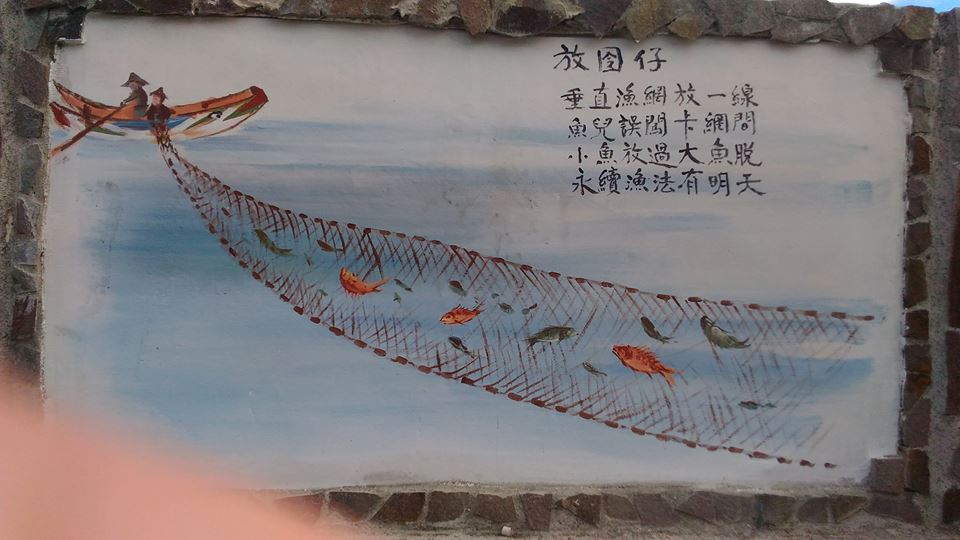 放囝仔
垂直漁網放一線
魚兒誤闖卡網間
小魚放過大魚脫
永續漁法有明天